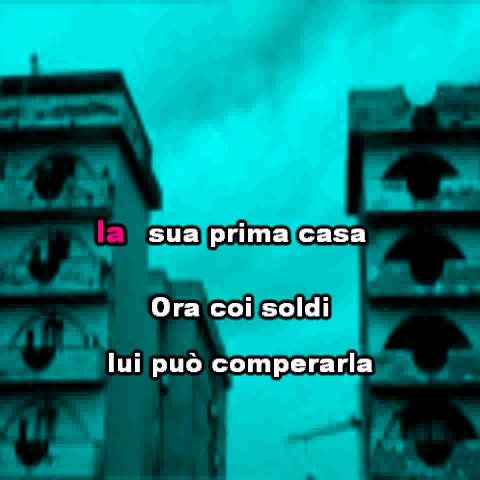 la sua prima casa
Ora coi soldi
lui può comperarla